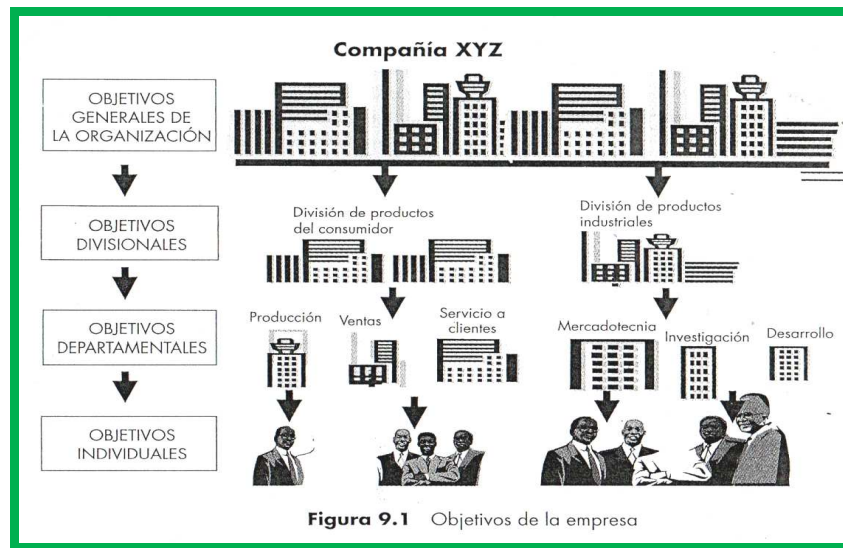 Compañía XYZ
OBJETIVOS
GENERALES DE
LA ORGANIZACIÓN
OBJETIVOS
DIVISIONALES
División de productos
del consumidor
División de productos
industriales
OBJETIVOS
DEPARTAMENTALES
Producción
Ventas
Servicio a
clientes
Mercadotecnia
Investigación
Desarrollo
OBJETIVOS
INDIVIDUALES
Figura 9.1 Objetivos de la empresa